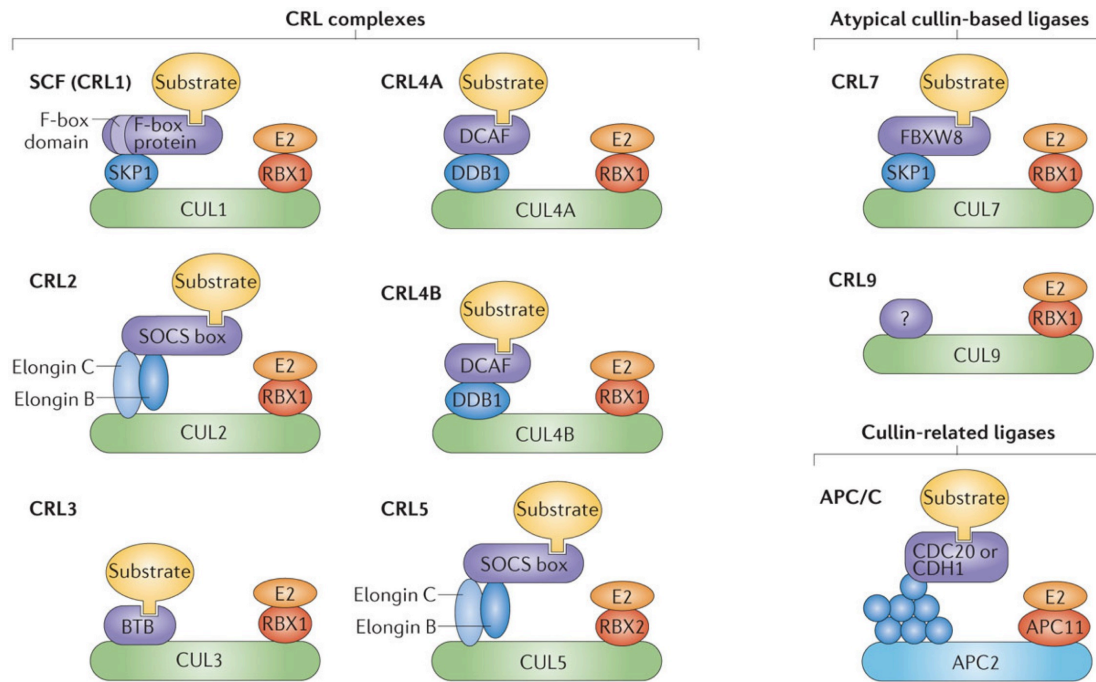 CRL complexes
SCF (CRL1)
Substrate
F-box
domain
F-box
protein
E2
SKP1
RBX1
CUL1
CRL4A
Substrate
DCAF
E2
DDB1
RBX1
CUL4A
CRL2
Substrate
SOCS box
Elongin C
E2
Elongin B
RBX1
CUL2
CRL4B
Substrate
DCAF
E2
DDB1
RBX1
CUL4B
CRL3
Substrate
E2
BTB
RBX1
CUL3
CRL5
Substrate
SOCS box
Elongin C
E2
Elongin B
RBX2
CUL5
Atypical cullin-based ligases
CRL7
Substrate
FBXW8
E2
SKP1
RBX1
CUL7
CRL9
E2
?
RBX1
CUL9
Cullin-related ligases
APC/C
Substrate
CDC20 or
CDH1
E2
APC11
APC2